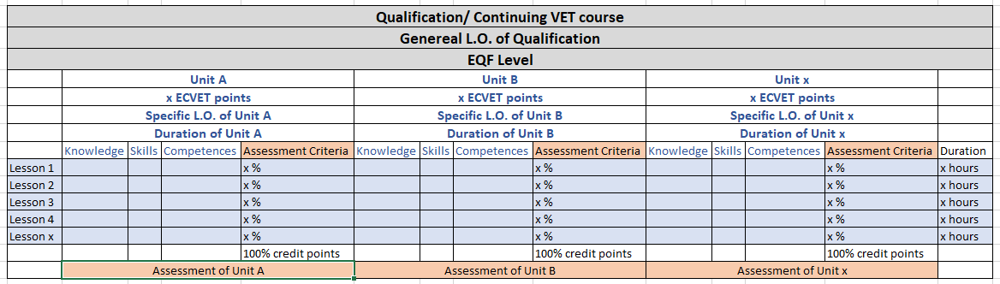 Qualification/ Continuing VET course
Genereal L.O. of Qualification
EQF Level
Unit A Unit B Unit x
x ECVET points x ECVET points x ECVET points
Specific L.O. of Unit A Specific L.O. of Unit B Specific L.O. of Unit x
Duration of Unit A Duration of Unit B Duration of Unit x
Knowledge Skills Competences Assessment Criteria Knowledge Skills Competences Assessment Criteria Knowledge Skills Competences Assessment Criteria Duration
Lesson 1 x % x % x % x hours
Lesson 2 x % x % x % x hours
Lesson 3 x % x % x % x hours
Lesson 4 x % x % x % x hours
Lesson x x % x % x % x hours
100% credit points 100% credit points 100% credit points
Assessment of Unit A Assessment of Unit B Assessment of Unit x